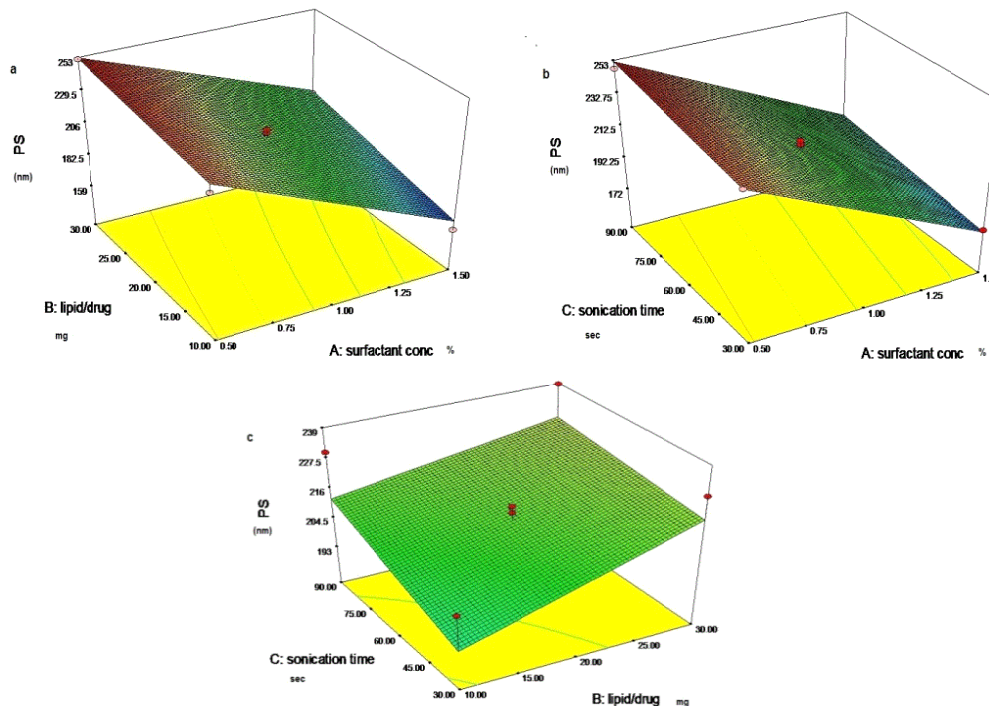 a
253
229.5
206
182.5
159
PS
(nm)
30.00
25.00
20.00
15.00
10.00
0.50
0.75
1.00
1.25
1.50
B: lipid/drug
mg
A: surfactant conc %
b
253
232.75
212.5
192.25
172
PS
(nm)
90.00
75.00
60.00
45.00
30.00
0.50
0.75
1.00
1.25
C: sonication time
sec
A: surfactant conc %
c
239
227.5
216
204.5
193
PS
(nm)
90.00
75.00
60.00
45.00
30.00
10.00
15.00
20.00
25.00
30.00
C: sonication time
sec
B: lipid/drug mg